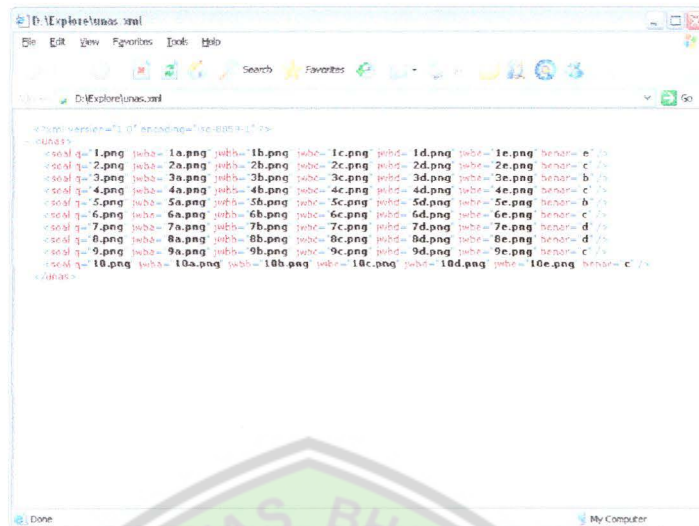 D:\Explore\unas.xml
File Edit View Favorites Tools Help
Search Favorites
D:\Explore\unas.xml Go
<?xml version="1.0" encoding="iso-8859-1" ?>
- <unas>
<soal q="1.png" jwba="1a.png" jwbb="1b.png" jwbc="1c.png" jwbd="1d.png" jwbe="1e.png" benar="e" />
<soal q="2.png" jwba="2a.png" jwbb="2b.png" jwbc="2c.png" jwbd="2d.png" jwbe="2e.png" benar="c" />
<soal q="3.png" jwba="3a.png" jwbb="3b.png" jwbc="3c.png" jwbd="3d.png" jwbe="3e.png" benar="b" />
<soal q="4.png" jwba="4a.png" jwbb="4b.png" jwbc="4c.png" jwbd="4d.png" jwbe="4e.png" benar="c" />
<soal q="5.png" jwba="5a.png" jwbb="5b.png" jwbc="5c.png" jwbd="5d.png" jwbe="5e.png" benar="b" />
<soal q="6.png" jwba="6a.png" jwbb="6b.png" jwbc="6c.png" jwbd="6d.png" jwbe="6e.png" benar="c" />
<soal q="7.png" jwba="7a.png" jwbb="7b.png" jwbc="7c.png" jwbd="7d.png" jwbe="7e.png" benar="d" />
<soal q="8.png" jwba="8a.png" jwbb="8b.png" jwbc="8c.png" jwbd="8d.png" jwbe="8e.png" benar="d" />
<soal q="9.png" jwba="9a.png" jwbb="9b.png" jwbc="9c.png" jwbd="9d.png" jwbe="9e.png" benar="c" />
<soal q="10.png" jwba="10a.png" jwbb="10b.png" jwbc="10c.png" jwbd="10d.png" jwbe="10e.png" benar="c" />
</unas>
AS BH
Done My Computer